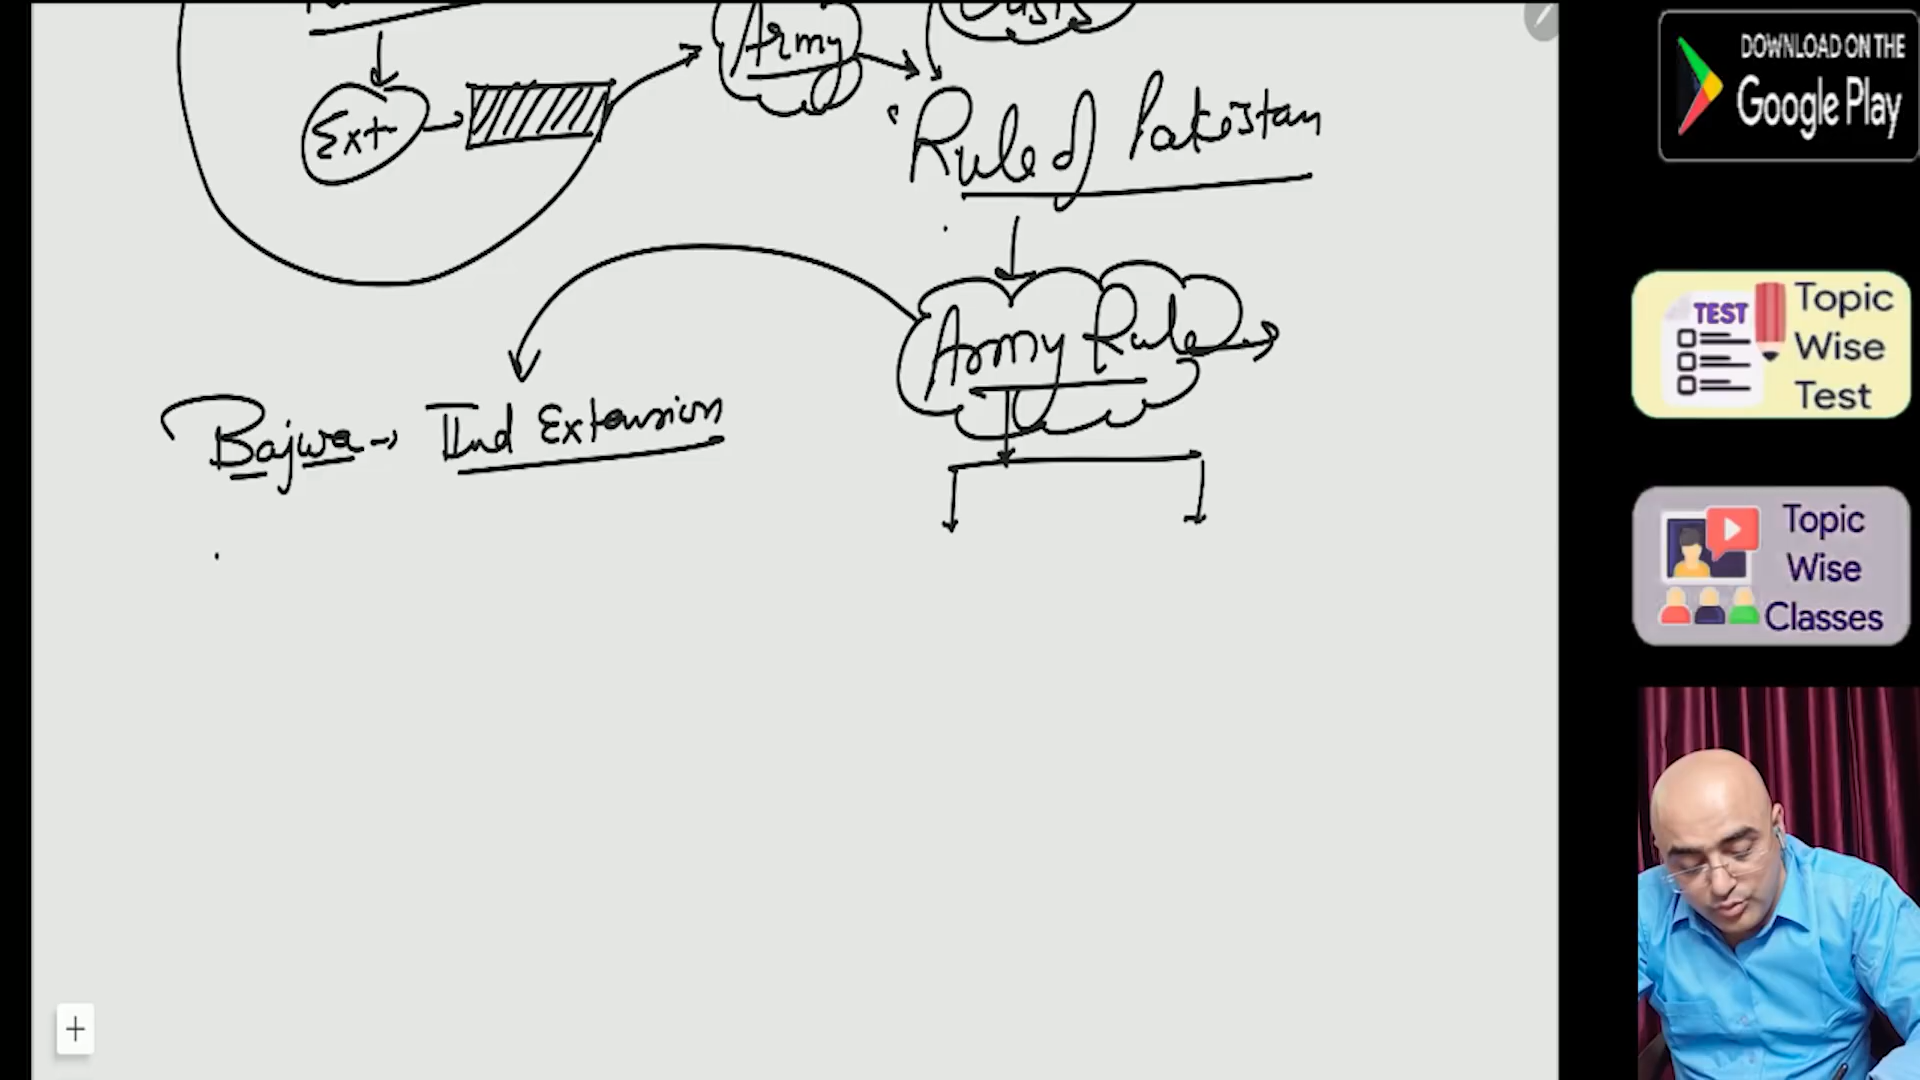 Army
Ext
Rule of Pakistan
Army Rule
Bajwa → IInd Extension
+
DOWNLOAD ON THE
Google Play
TEST
Topic
Wise
Test
Topic
Wise
Classes